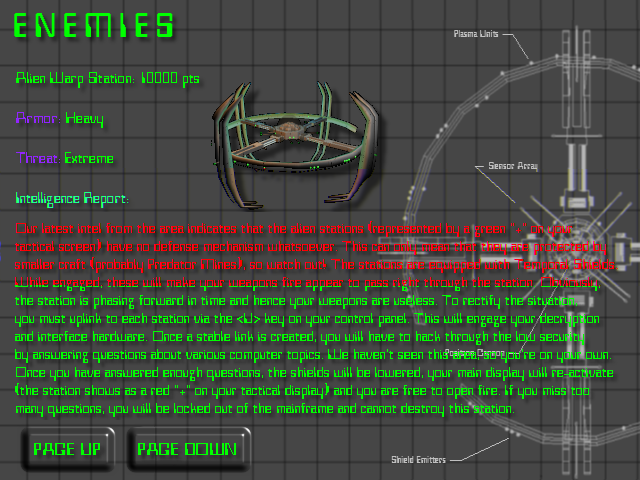 ENEMIES
Plasma Units
Alien Warp Station: 10000 pts
Armor: Heavy
Threat: Extreme
Sensor Array
Intelligence Report:
Our latest intel from the area indicates that the alien stations (represented by a green "+" on your
tactical screen) have no defense mechanism whatsoever. This can only mean that they are protected by
smaller craft (probably Predator n Tines), so watch out! The stations are equipped with Temporal Shields.
While engaged, these will make your weapons fire appear to pass right through the station. Obviously,
the station is phasing forward in time and hence your weapons are useless. To rectify the situation,
you must uplink to each station via the <U> key on your control panel. This will engage your decryption
and interface hardware. Once a stable link is created, you will have to hack through the low security
by answering questions about various computer topics. We haven't seen this before, so you're on your own.
Once you have answered enough questions, the shields will be lowered, your main display will re-activate
(the station shows as a red "+" on your tactical display) and you are free to open fire. If you miss too
many questions, you will be locked out of the mainframe and cannot destroy this station.
PAGE UP
PAGE DOWN
Shield Emitters